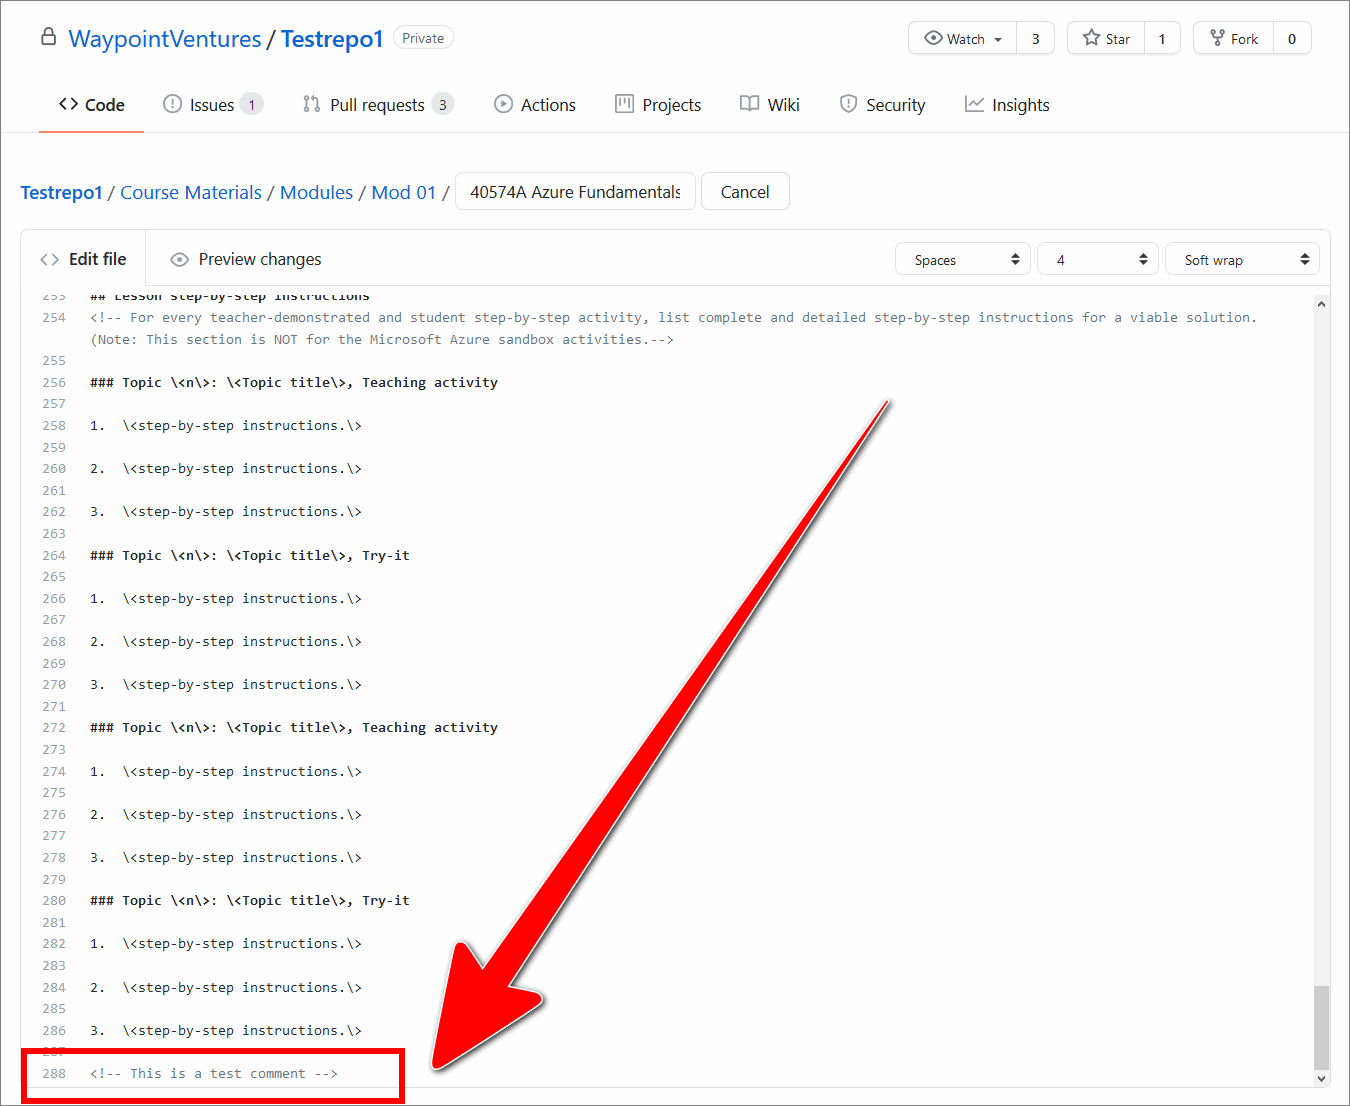 WaypointVentures / Testrepo1 Private
Watch 3 Star 1 Fork 0
Code Issues 1 Pull requests 3 Actions Projects Wiki Security Insights
Testrepo1 / Course Materials / Modules / Mod 01 / 40574A Azure Fundamentals Cancel
Edit file Preview changes Spaces 4 Soft wrap
253 ## Lesson step-by-step instructions
254 <!-- For every teacher-demonstrated and student step-by-step activity, list complete and detailed step-by-step instructions for a viable solution.
(Note: This section is NOT for the Microsoft Azure sandbox activities.-->
255
256 ### Topic \<n\>: \<Topic title\>, Teaching activity
257
258 1. \<step-by-step instructions.\>
259
260 2. \<step-by-step instructions.\>
261
262 3. \<step-by-step instructions.\>
263
264 ### Topic \<n\>: \<Topic title\>, Try-it
265
266 1. \<step-by-step instructions.\>
267
268 2. \<step-by-step instructions.\>
269
270 3. \<step-by-step instructions.\>
271
272 ### Topic \<n\>: \<Topic title\>, Teaching activity
273
274 1. \<step-by-step instructions.\>
275
276 2. \<step-by-step instructions.\>
277
278 3. \<step-by-step instructions.\>
279
280 ### Topic \<n\>: \<Topic title\>, Try-it
281
282 1. \<step-by-step instructions.\>
283
284 2. \<step-by-step instructions.\>
285
286 3. \<step-by-step instructions.\>
287
288 <!-- This is a test comment -->